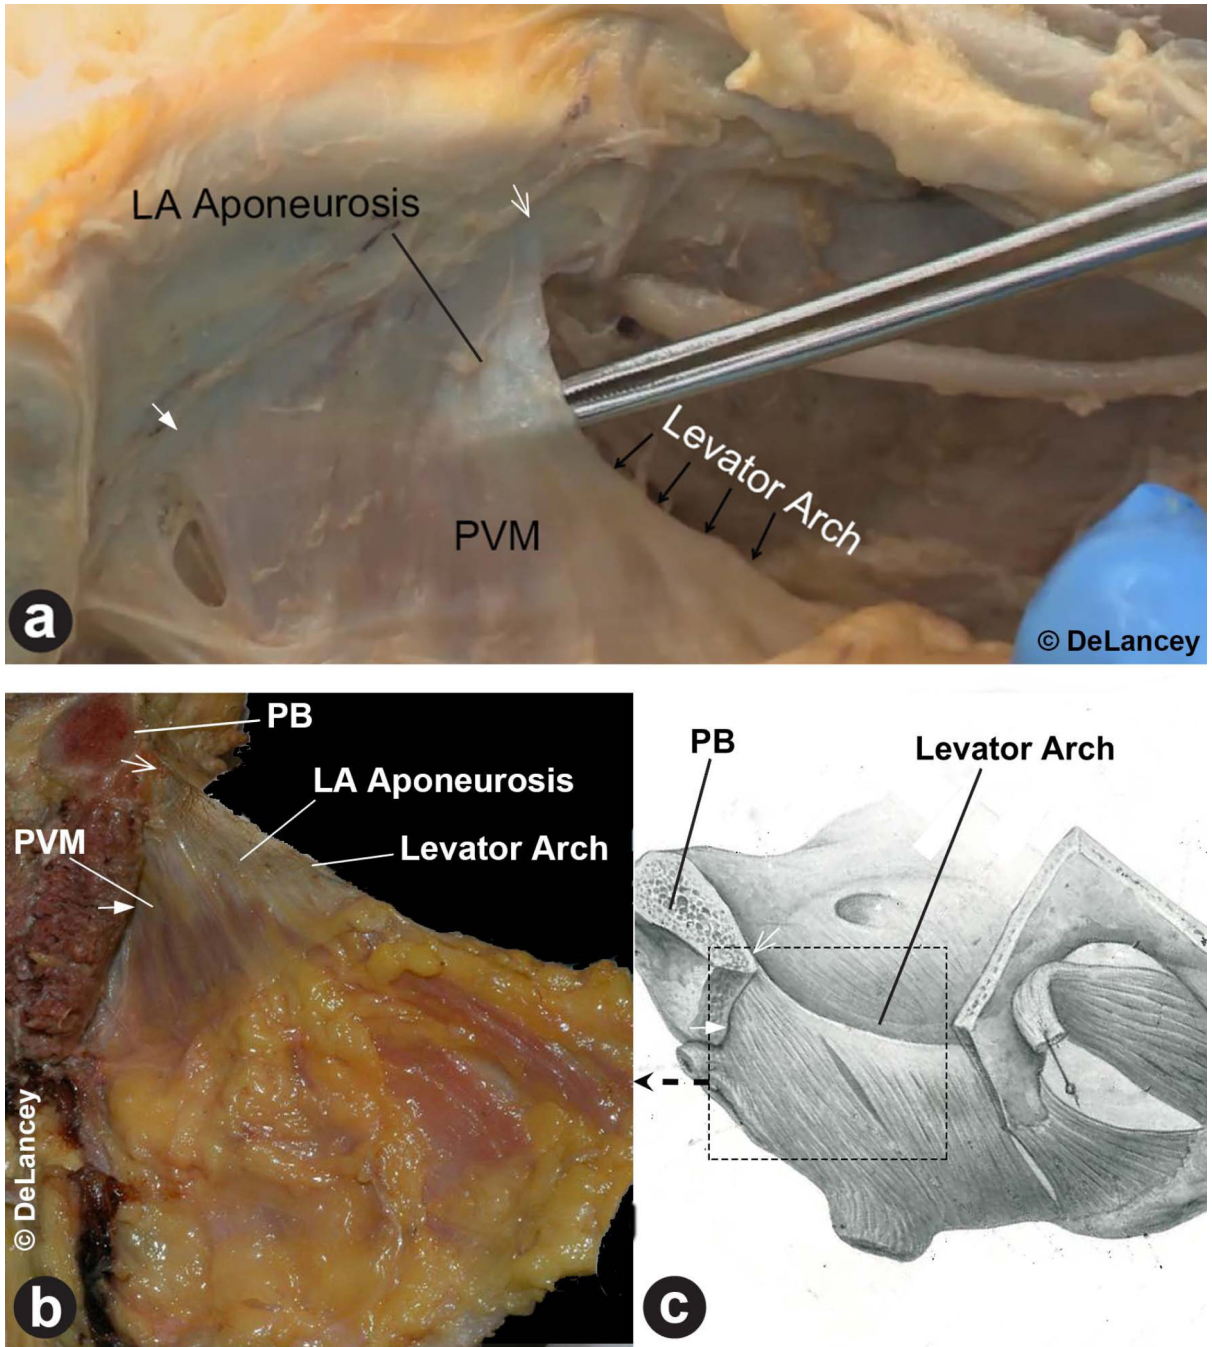 LA Aponeurosis
Levator Arch
PVM
a
© DeLancey
PB
LA Aponeurosis
PVM
Levator Arch
© DeLancey
b
PB
Levator Arch
c